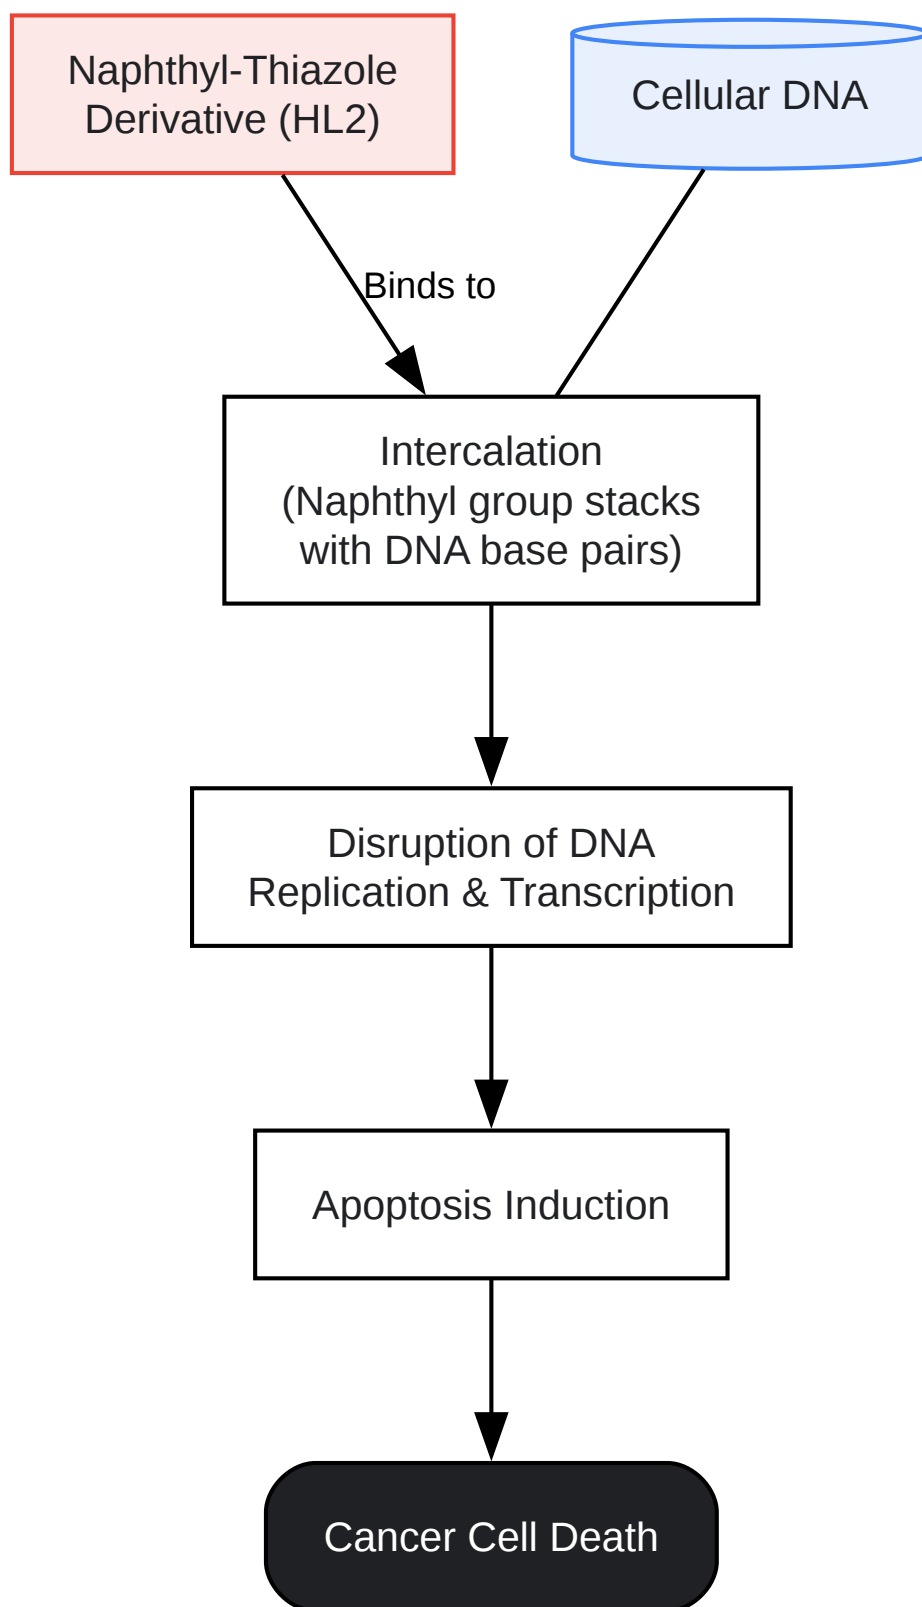 Naphthyl-Thiazole
Derivative (HL2)
Cellular DNA
Binds to
Intercalation
(Naphthyl group stacks
with DNA base pairs)
Disruption of DNA
Replication & Transcription
Apoptosis Induction
Cancer Cell Death